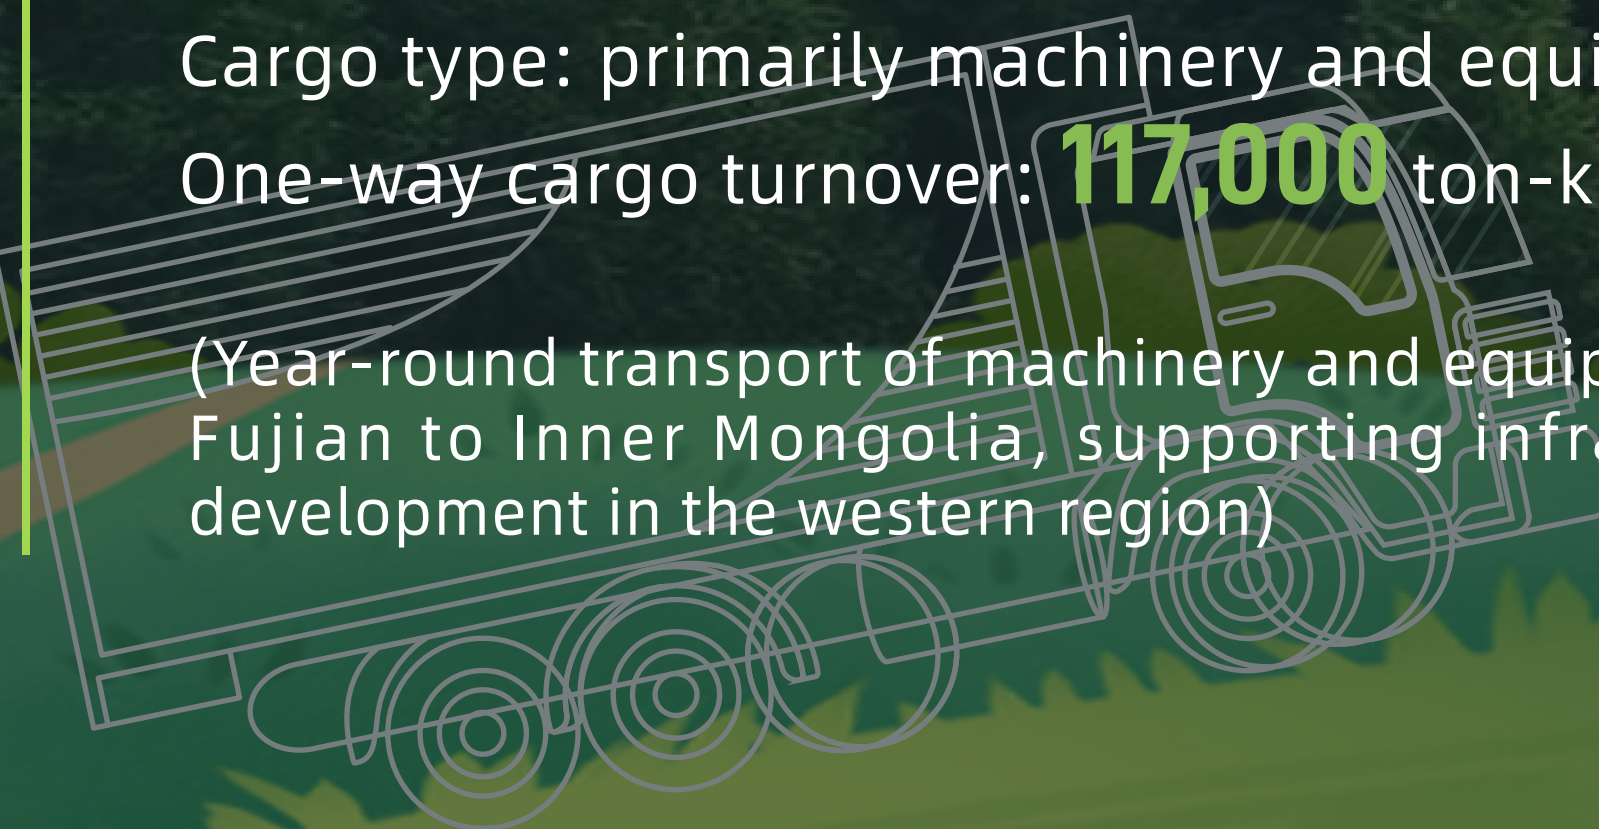 Cargo type: primarily machinery and equi
One-way cargo turnover: 117,000 ton-k
(Year-round transport of machinery and equip
Fujian to Inner Mongolia, supporting infra
development in the western region)